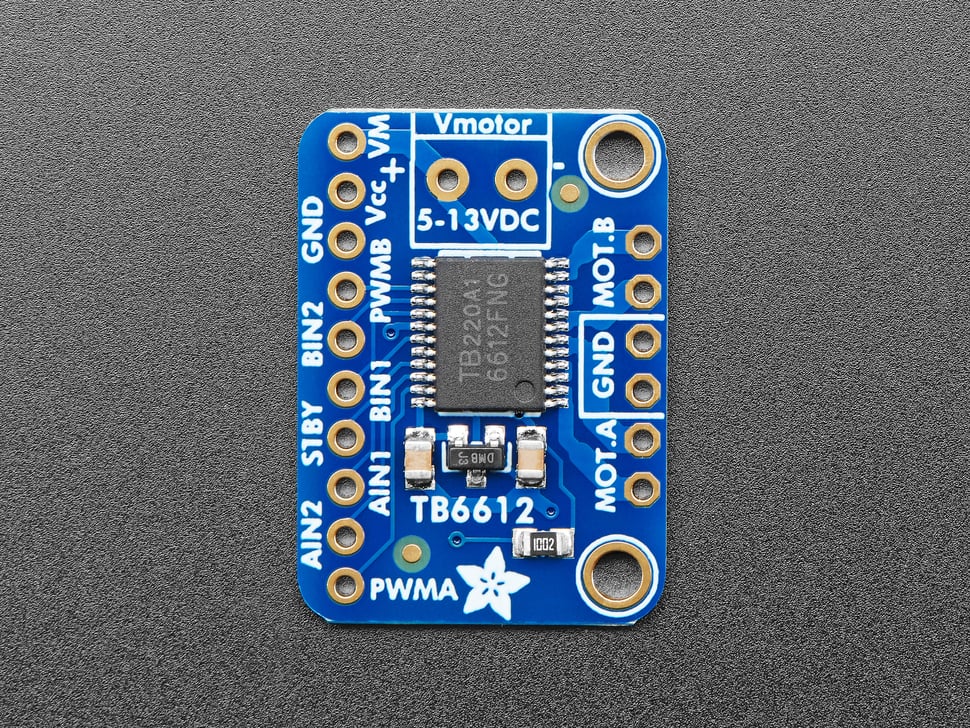 Vmotor
+ -
5-13VDC
VM
Vcc
GND
PWMB
BIN2
BIN1
STBY
AIN1
AIN2
PWMA
MOT.B
GND
MOT.A
TB220A1
6612FNG
DMB J3
TB6612
1002